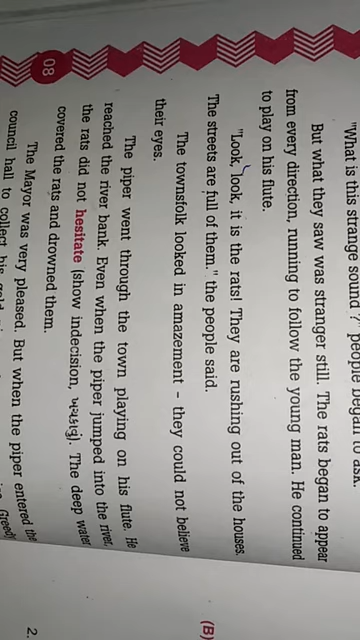 "What is this strange sound ?" people began to ask.
But what they saw was stranger still. The rats began to appear
from every direction, running to follow the young man. He continued
to play on his flute.
"Look, look, it is the rats! They are rushing out of the houses.
The streets are full of them." the people said.
The townsfolk looked in amazement - they could not believe
their eyes.
The piper went through the town playing on his flute. He
reached the river bank. Even when the piper jumped into the river,
the rats did not hesitate (show indecision, ખચકાવું). The deep water
covered the rats and drowned them.
The Mayor was very pleased. But when the piper entered the
council hall to collect his gold
Greed)
08
(B)
2.